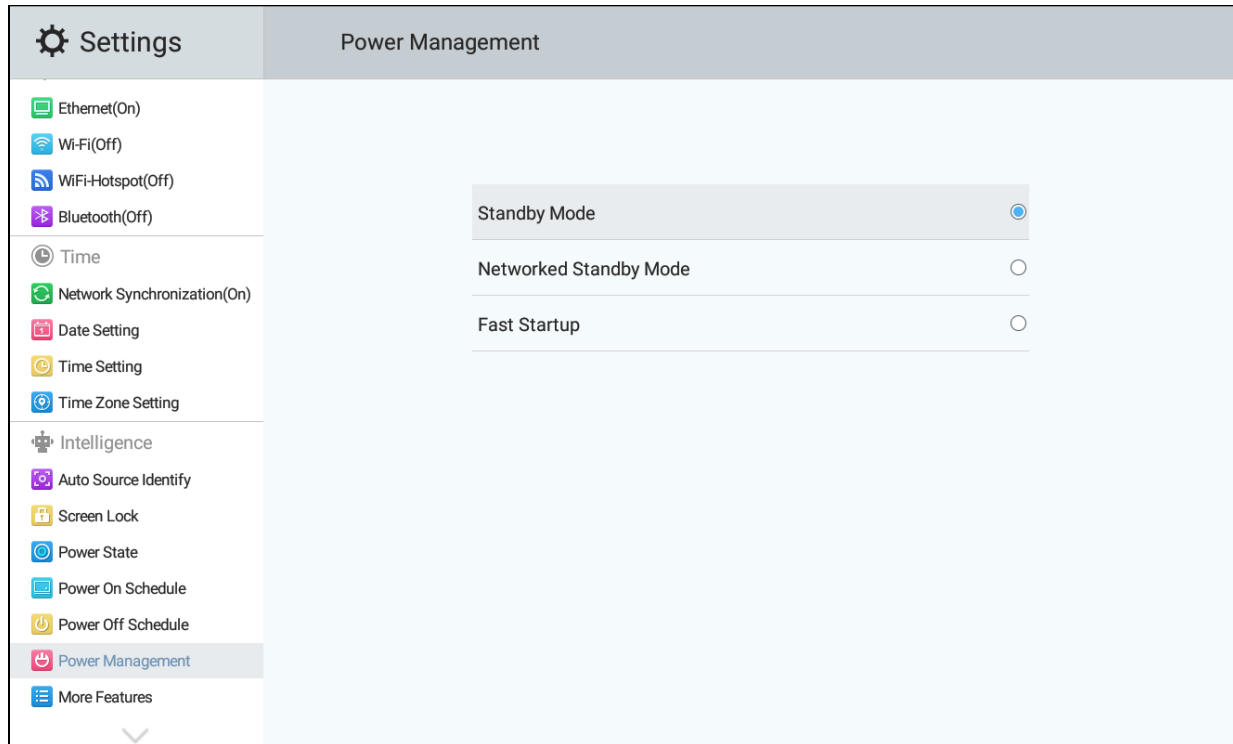 Settings
Power Management
Ethernet(On)
Wi-Fi(Off)
WiFi-Hotspot(Off)
Bluetooth(Off)
Time
Network Synchronization(On)
Date Setting
Time Setting
Time Zone Setting
Intelligence
Auto Source Identify
Screen Lock
Power State
Power On Schedule
Power Off Schedule
Power Management
More Features
Standby Mode
Networked Standby Mode
Fast Startup